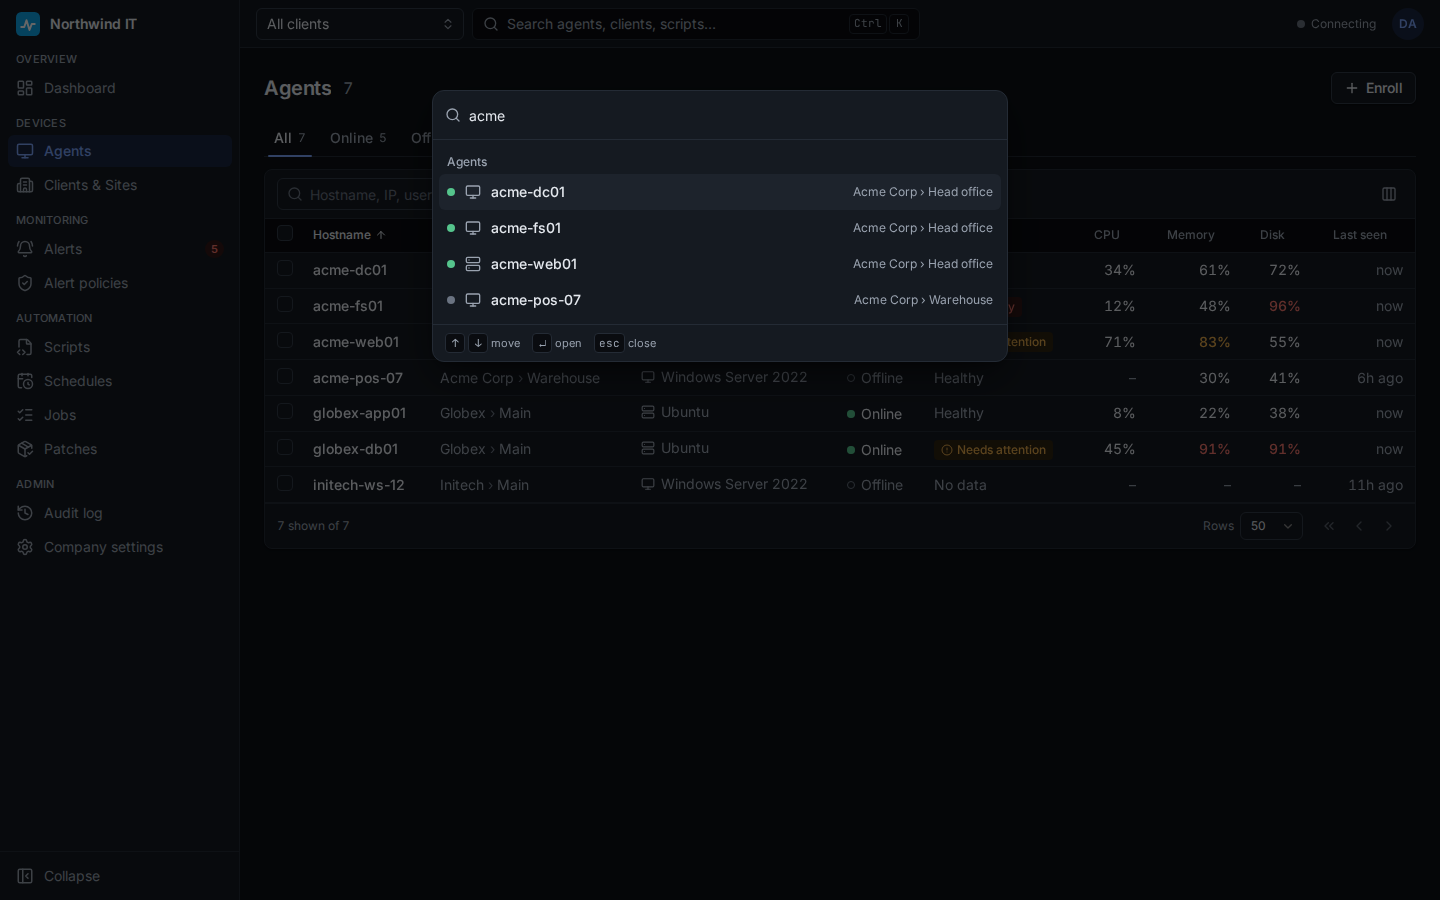 Northwind IT
All clients
Search agents, clients, scripts...
Ctrl K
Connecting
DA
OVERVIEW
Dashboard
DEVICES
Agents
Clients & Sites
MONITORING
Alerts 5
Alert policies
AUTOMATION
Scripts
Schedules
Jobs
Patches
ADMIN
Audit log
Company settings
Collapse
Agents 7
Enroll
All 7
Online 5
Off
Hostname, IP, user
acme
Agents
acme-dc01 Acme Corp › Head office
acme-fs01 Acme Corp › Head office
acme-web01 Acme Corp › Head office
acme-pos-07 Acme Corp › Warehouse
↑ ↓ move ↵ open esc close
Hostname ↑ CPU Memory Disk Last seen
acme-dc01 34% 61% 72% now
acme-fs01 y 12% 48% 96% now
acme-web01 tention 71% 83% 55% now
acme-pos-07 Acme Corp › Warehouse Windows Server 2022 Offline Healthy – 30% 41% 6h ago
globex-app01 Globex › Main Ubuntu Online Healthy 8% 22% 38% now
globex-db01 Globex › Main Ubuntu Online Needs attention 45% 91% 91% now
initech-ws-12 Initech › Main Windows Server 2022 Offline No data – – – 11h ago
7 shown of 7
Rows 50